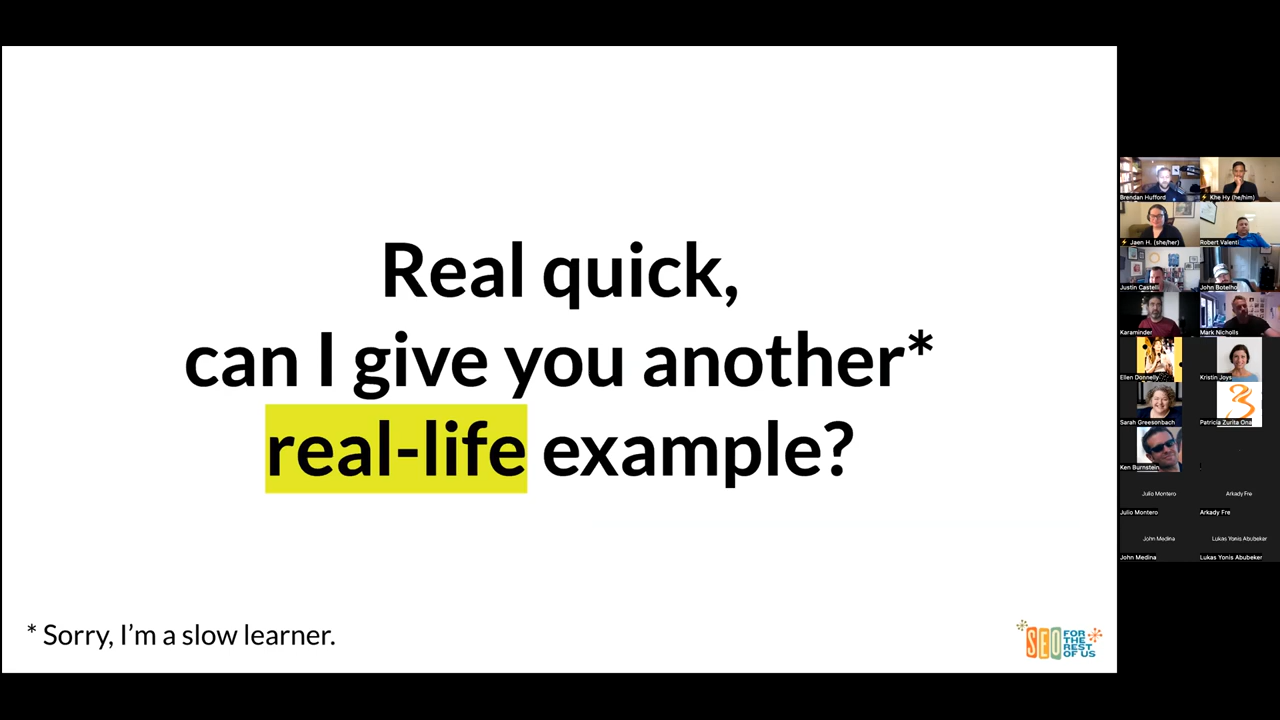 Real quick,
can I give you another*
real-life example?
* Sorry, I'm a slow learner.
SEO FOR
THE
REST
OF US
Brendan Hufford
Khe Hy (he/him)
Jaen H. (she/her)
Robert Valenti
Justin Castelli
John Botelho
Karaminder
Mark Nicholls
Ellen Donnelly
Kristin Joys
Sarah Greesonbach
Patricia Zurita Ona
Ken Burnstein
Julio Montero
Arkady Fre
Julio Montero
Arkady Fre
John Medina
Lukas Yonis Abubeker
John Medina
Lukas Yonis Abubeker